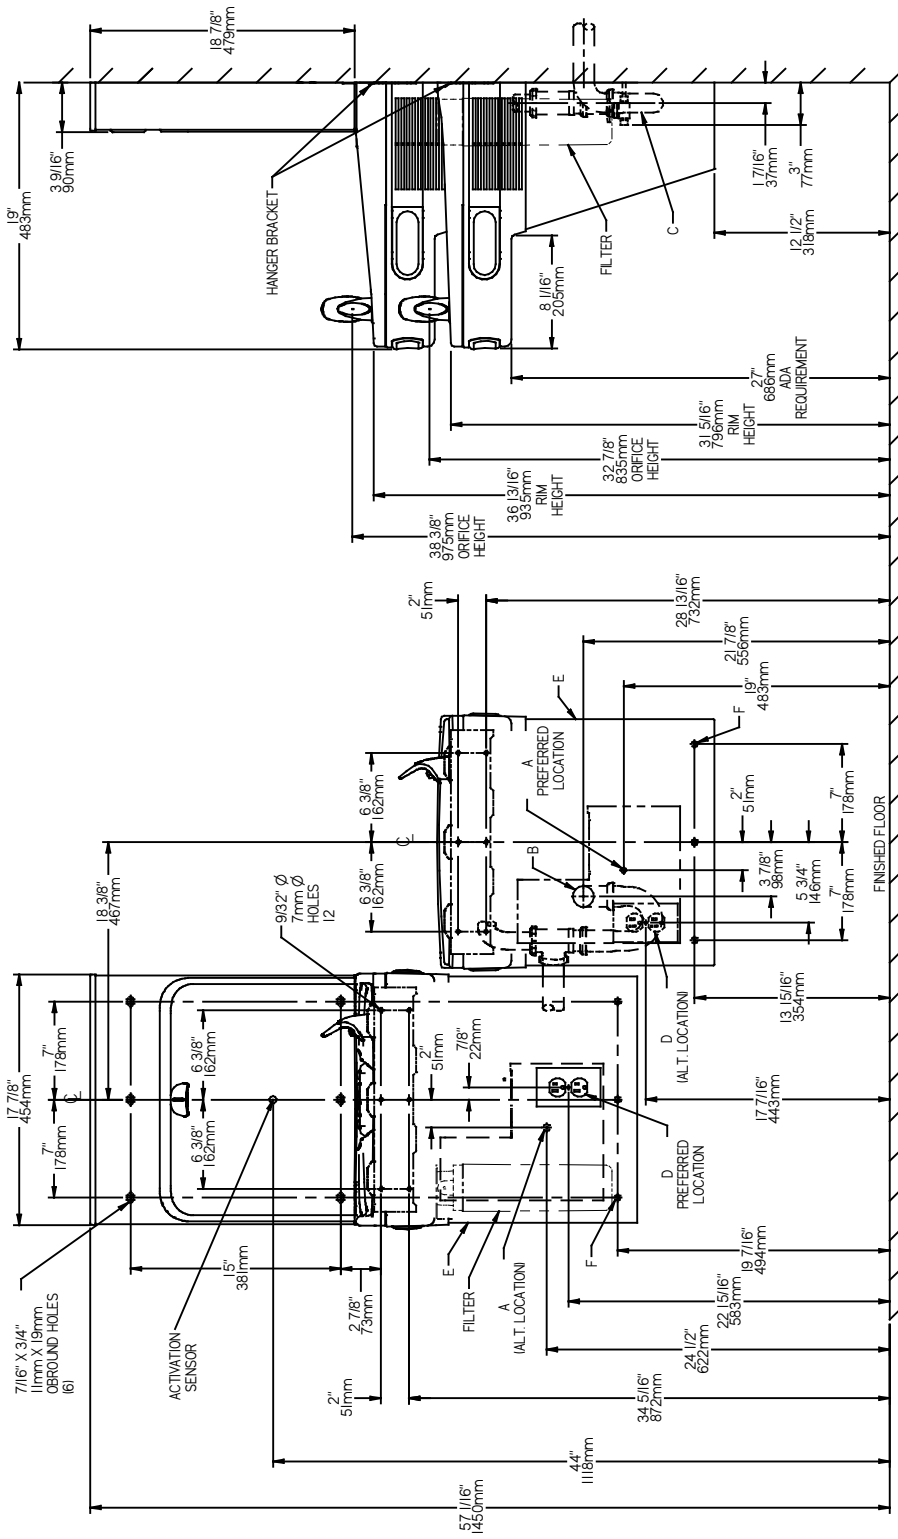 18 7/8"
479mm
3 9/16"
90mm
19"
483mm
HANGER BRACKET
FILTER
C
1 7/16"
37mm
3"
77mm
12 1/2"
318mm
8 1/16"
205mm
27"
686mm
ADA
REQUIREMENT
31 5/16"
796mm
RIM
HEIGHT
32 7/8"
835mm
ORIFICE
HEIGHT
36 13/16"
935mm
RIM
HEIGHT
38 3/8"
975mm
ORIFICE
HEIGHT
2"
51mm
28 13/16"
732mm
21 7/8"
556mm
19"
483mm
E
F
A
PREFERRED
LOCATION
B
6 3/8"
162mm
6 3/8"
162mm
℄
18 3/8"
467mm
9/32" Ø
7mm Ø
HOLES
12
2"
51mm
7"
178mm
3 7/8"
98mm
5 3/4"
146mm
7"
178mm
FINISHED FLOOR
13 15/16"
354mm
D
(ALT. LOCATION)
17 7/16"
443mm
17 7/8"
454mm
7"
178mm
℄
7"
178mm
6 3/8"
162mm
6 3/8"
162mm
2"
51mm
7/8"
22mm
7/16" X 3/4"
11mm X 19mm
OBROUND HOLES
(6)
ACTIVATION
SENSOR
15"
381mm
2 7/8"
73mm
E
FILTER
A
(ALT. LOCATION)
F
D
PREFERRED
LOCATION
19 7/16"
494mm
22 15/16"
583mm
24 1/2"
622mm
2"
51mm
34 5/16"
872mm
44"
1118mm
57 1/16"
1450mm